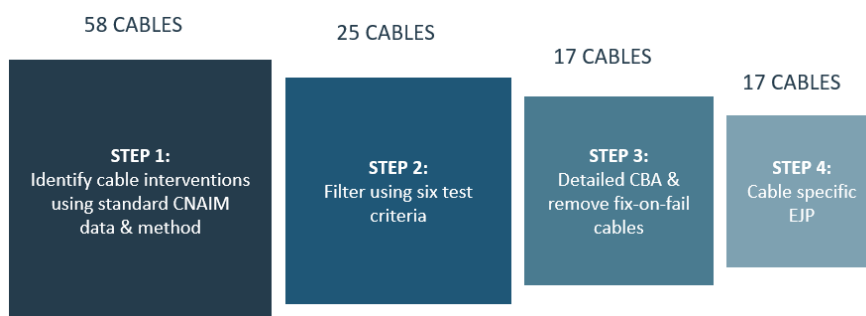 58 CABLES
STEP 1:
Identify cable interventions
using standard CNAIM
data & method
25 CABLES
STEP 2:
Filter using six test
criteria
17 CABLES
STEP 3:
Detailed CBA &
remove fix-on-fail
cables
17 CABLES
STEP 4:
Cable specific
EJP